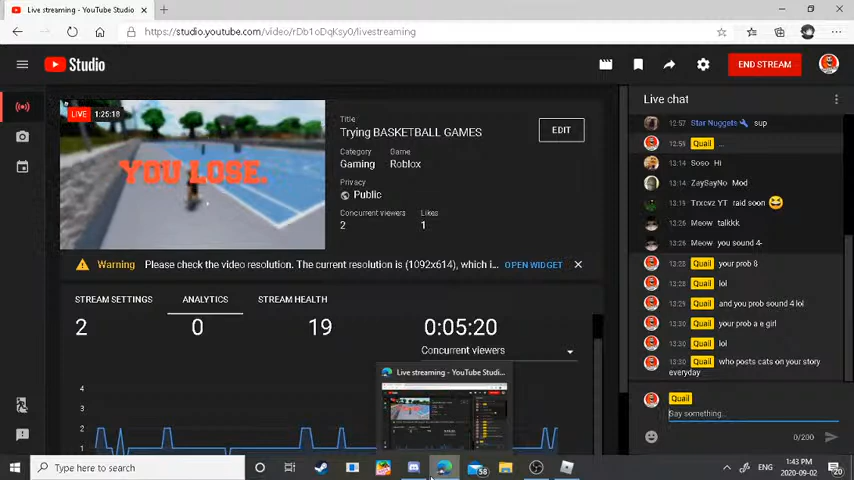 Live streaming - YouTube Studio
https://studio.youtube.com/video/rDb1oDqKsy0/livestreaming
Studio
END STREAM
LIVE 1:25:18
YOU LOSE.
Title
Trying BASKETBALL GAMES
EDIT
Category
Game
Gaming
Roblox
Privacy
Public
Concurrent viewers
Likes
2
1
Warning
Please check the video resolution. The current resolution is (1092x614), which i...
OPEN WIDGET
STREAM SETTINGS
ANALYTICS
STREAM HEALTH
2
0
19
0:05:20
Concurrent viewers
4
3
2
1
Live streaming - YouTube Studi...
Live chat
12:57 Star Nuggets sup
12:59 Quail ...
13:14 Soso Hi
13:14 ZaySayNo Mod
13:19 Trxcvz YT raid soon 😆
13:26 Meow talkkk
13:26 Meow you sound 4-
13:28 Quail your prob 8
13:28 Quail lol
13:29 Quail and you prob sound 4 lol
13:30 Quail your prob a e girl
13:30 Quail lol
13:30 Quail who posts cats on your story
everyday
Quail
Say something...
0/200
Type here to search
58
ENG
1:43 PM
2020-09-02
20